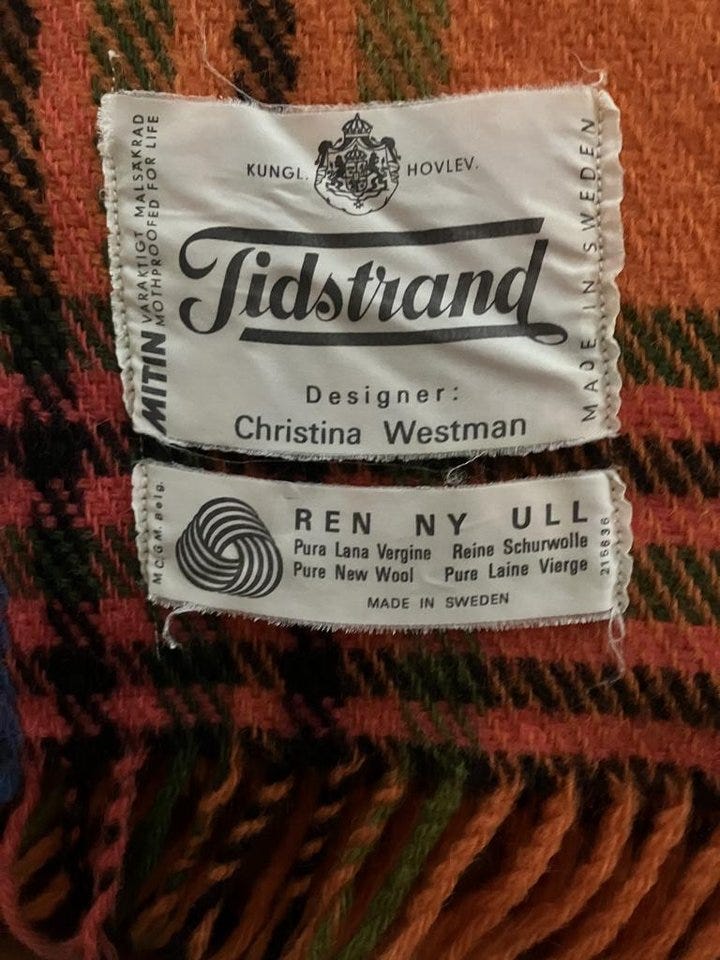 KUNGL. HOVLEV.
Tidstrand
Designer:
Christina Westman
MITIN VARAKTIGT MALSÄKRAD
MOTHPROOFED FOR LIFE
MADE IN SWEDEN
REN NY ULL
Pura Lana Vergine Reine Schurwolle
Pure New Wool Pure Laine Vierge
MADE IN SWEDEN
M.C.G.M. Belg.
215636